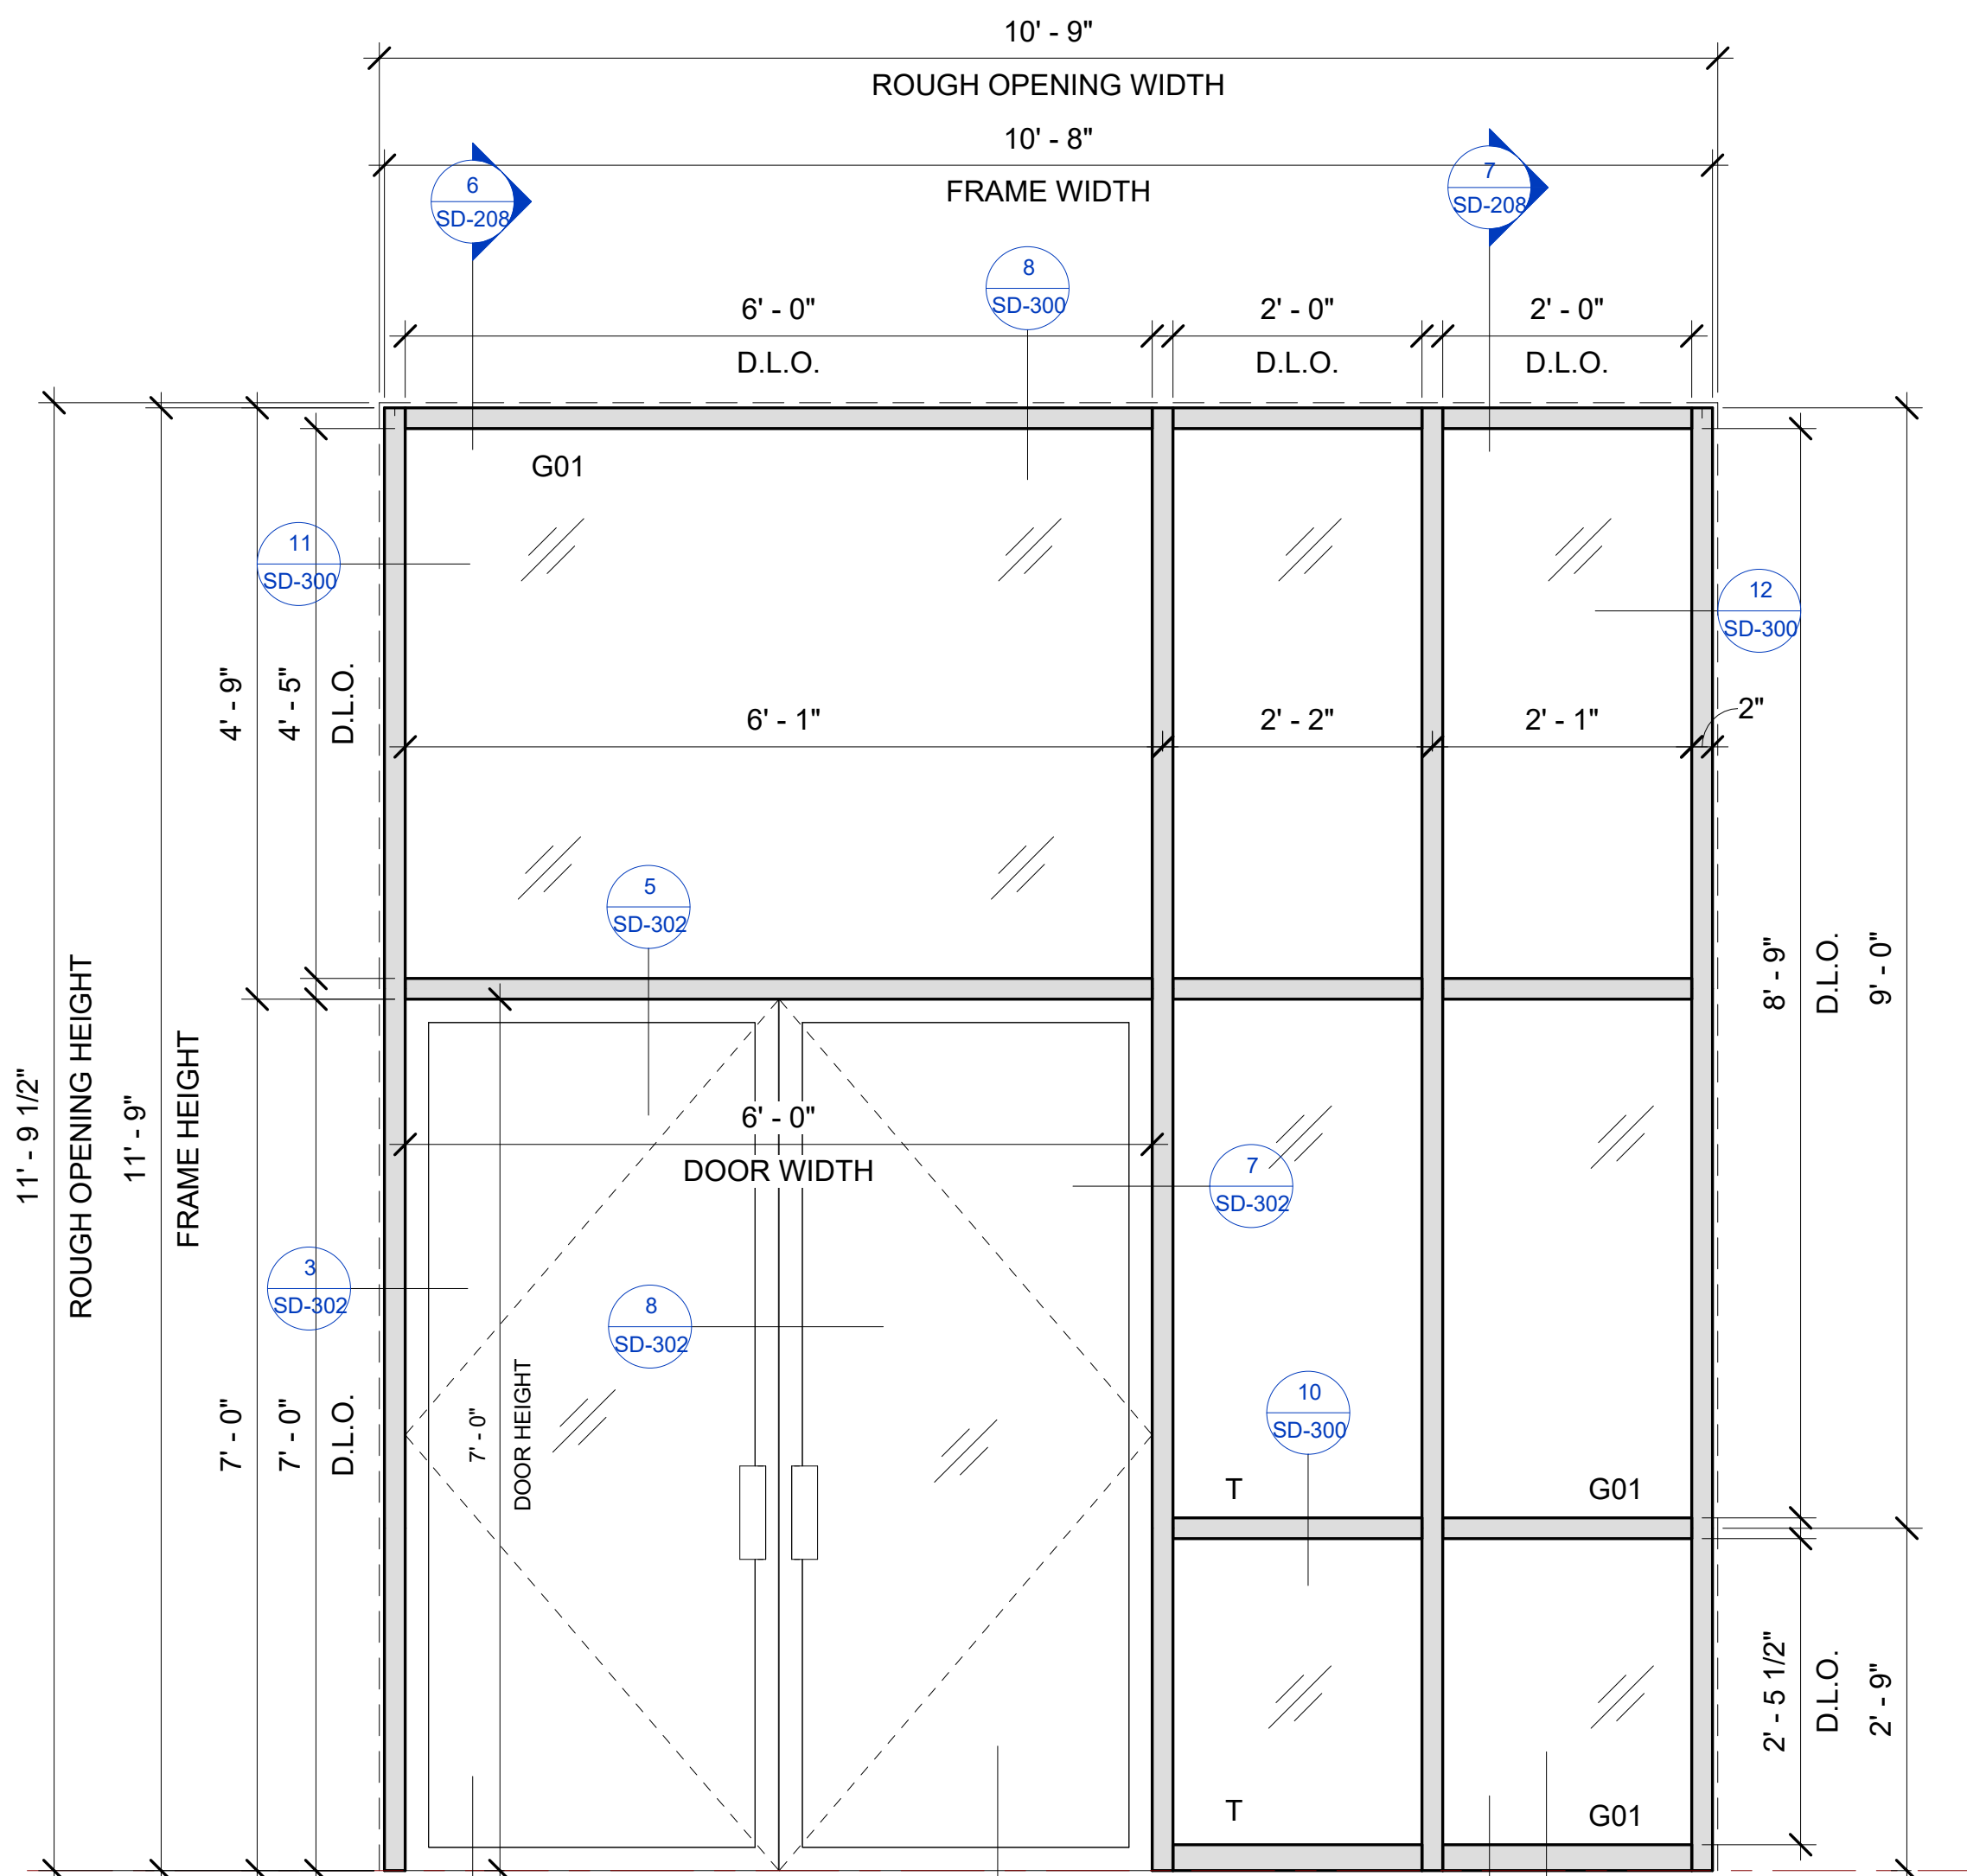 10' - 9"
ROUGH OPENING WIDTH
10' - 8"
FRAME WIDTH
6
SD-208
7
SD-208
8
SD-300
6' - 0"
D.L.O.
2' - 0"
D.L.O.
2' - 0"
D.L.O.
G01
11
SD-300
12
SD-300
4' - 9"
4' - 5"
D.L.O.
6' - 1"
2' - 2"
2' - 1"
2"
5
SD-302
8' - 9"
D.L.O.
9' - 0"
11' - 9 1/2"
ROUGH OPENING HEIGHT
11' - 9"
FRAME HEIGHT
6' - 0"
DOOR WIDTH
7
SD-302
3
SD-302
8
SD-302
7' - 0"
7' - 0"
D.L.O.
7' - 0"
DOOR HEIGHT
10
SD-300
T
G01
2' - 5 1/2"
D.L.O.
2' - 9"
T
G01